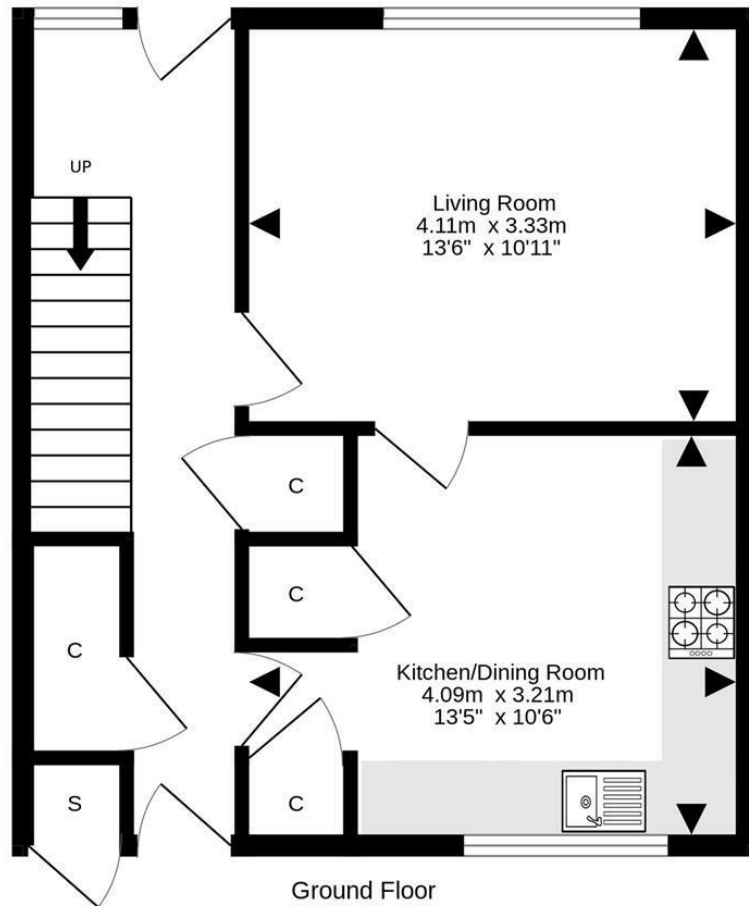 UP
Living Room
4.11m x 3.33m
13'6" x 10'11"
C
C
C
Kitchen/Dining Room
4.09m x 3.21m
13'5" x 10'6"
S
C
Ground Floor